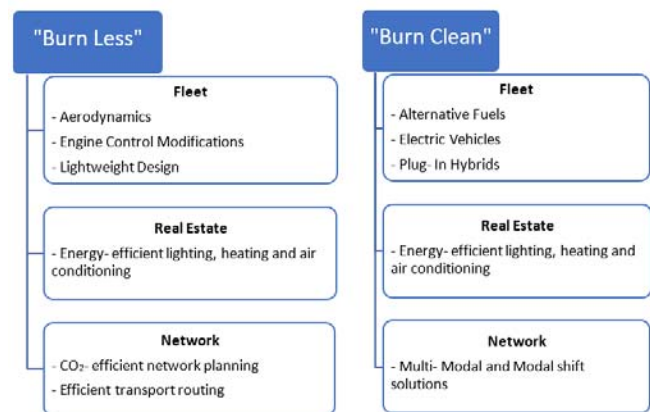 "Burn Less"
Fleet
- Aerodynamics
- Engine Control Modifications
- Lightweight Design
Real Estate
- Energy- efficient lighting, heating and air
conditioning
Network
- CO₂- efficient network planning
- Efficient transport routing
"Burn Clean"
Fleet
- Alternative Fuels
- Electric Vehicles
- Plug- In Hybrids
Real Estate
- Energy- efficient lighting, heating and
air conditioning
Network
- Multi- Modal and Modal shift
solutions